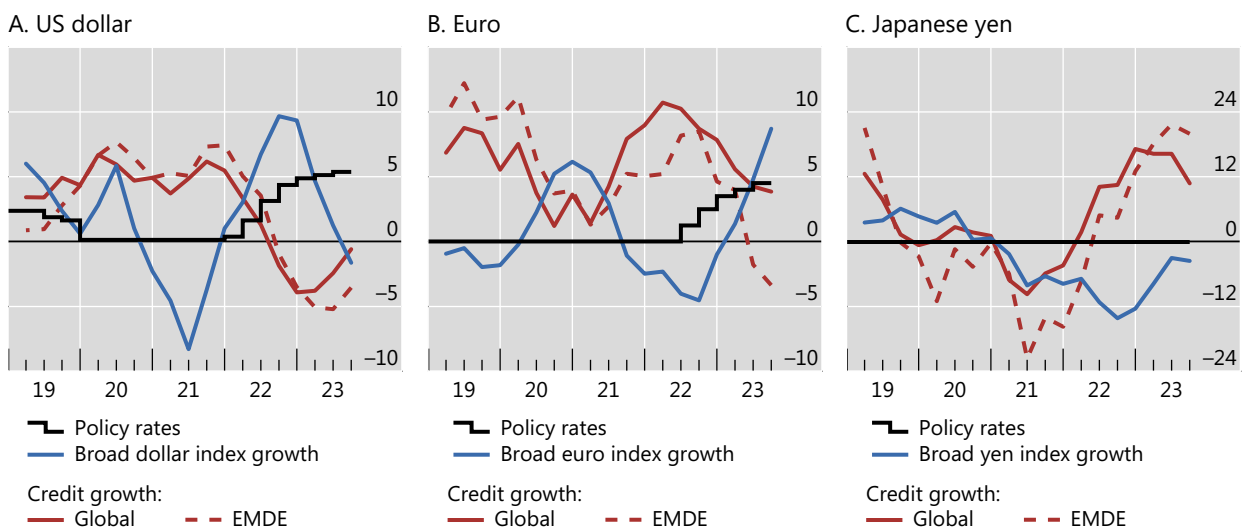 A. US dollar
B. Euro
C. Japanese yen
10
5
0
–5
–10
19 20 21 22 23
10
5
0
–5
–10
19 20 21 22 23
24
12
0
–12
–24
19 20 21 22 23
Policy rates
Broad dollar index growth
Credit growth:
Global EMDE
Policy rates
Broad euro index growth
Credit growth:
Global EMDE
Policy rates
Broad yen index growth
Credit growth:
Global EMDE